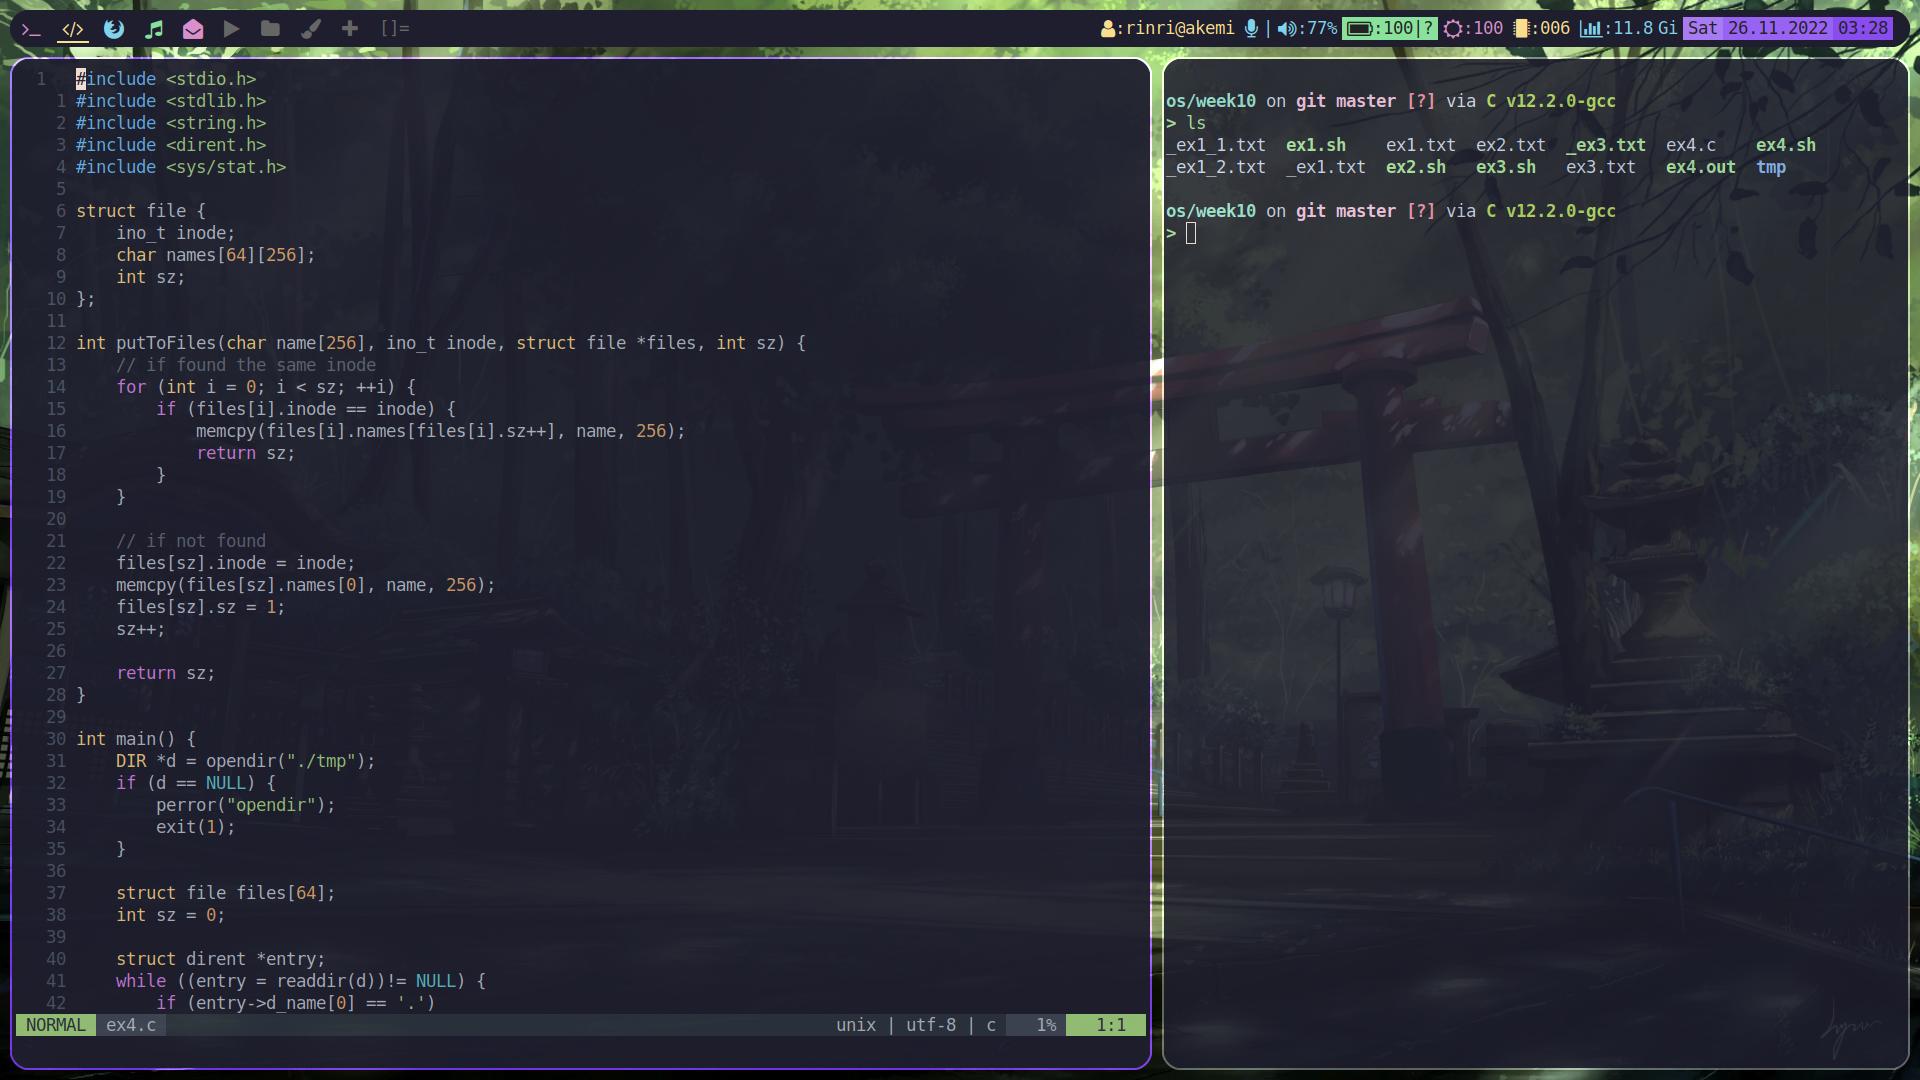 []= :rinri@akemi | :77% :100|? :100 :006 :11.8 Gi Sat 26.11.2022 03:28
1 #include <stdio.h>
1 #include <stdlib.h>
2 #include <string.h>
3 #include <dirent.h>
4 #include <sys/stat.h>
5
6 struct file {
7 ino_t inode;
8 char names[64][256];
9 int sz;
10 };
11
12 int putToFiles(char name[256], ino_t inode, struct file *files, int sz) {
13 // if found the same inode
14 for (int i = 0; i < sz; ++i) {
15 if (files[i].inode == inode) {
16 memcpy(files[i].names[files[i].sz++], name, 256);
17 return sz;
18 }
19 }
20
21 // if not found
22 files[sz].inode = inode;
23 memcpy(files[sz].names[0], name, 256);
24 files[sz].sz = 1;
25 sz++;
26
27 return sz;
28 }
29
30 int main() {
31 DIR *d = opendir("./tmp");
32 if (d == NULL) {
33 perror("opendir");
34 exit(1);
35 }
36
37 struct file files[64];
38 int sz = 0;
39
40 struct dirent *entry;
41 while ((entry = readdir(d))!= NULL) {
42 if (entry->d_name[0] == '.')
NORMAL ex4.c unix | utf-8 | c 1% 1:1
os/week10 on git master [?] via C v12.2.0-gcc
> ls
_ex1_1.txt ex1.sh ex1.txt ex2.txt _ex3.txt ex4.c ex4.sh
_ex1_2.txt _ex1.txt ex2.sh ex3.sh ex3.txt ex4.out tmp
os/week10 on git master [?] via C v12.2.0-gcc
>